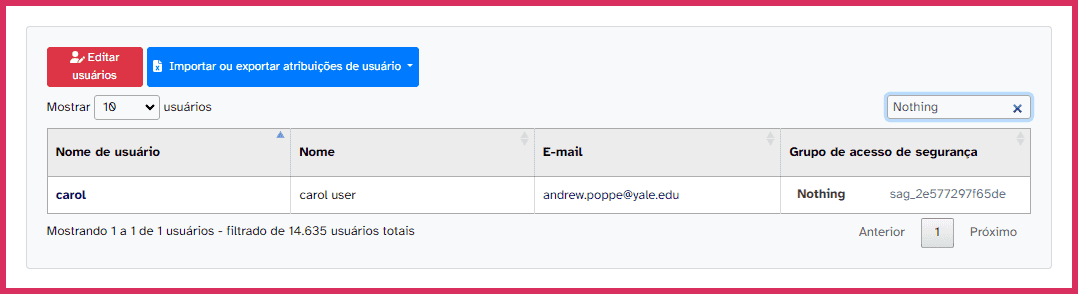 Editar
usuários
Importar ou exportar atribuições de usuário
Mostrar 10 usuários
Nothing
Nome de usuário Nome E-mail Grupo de acesso de segurança
carol carol user andrew.poppe@yale.edu Nothing sag_2e577297f65de
Mostrando 1 a 1 de 1 usuários - filtrado de 14.635 usuários totais
Anterior 1 Próximo